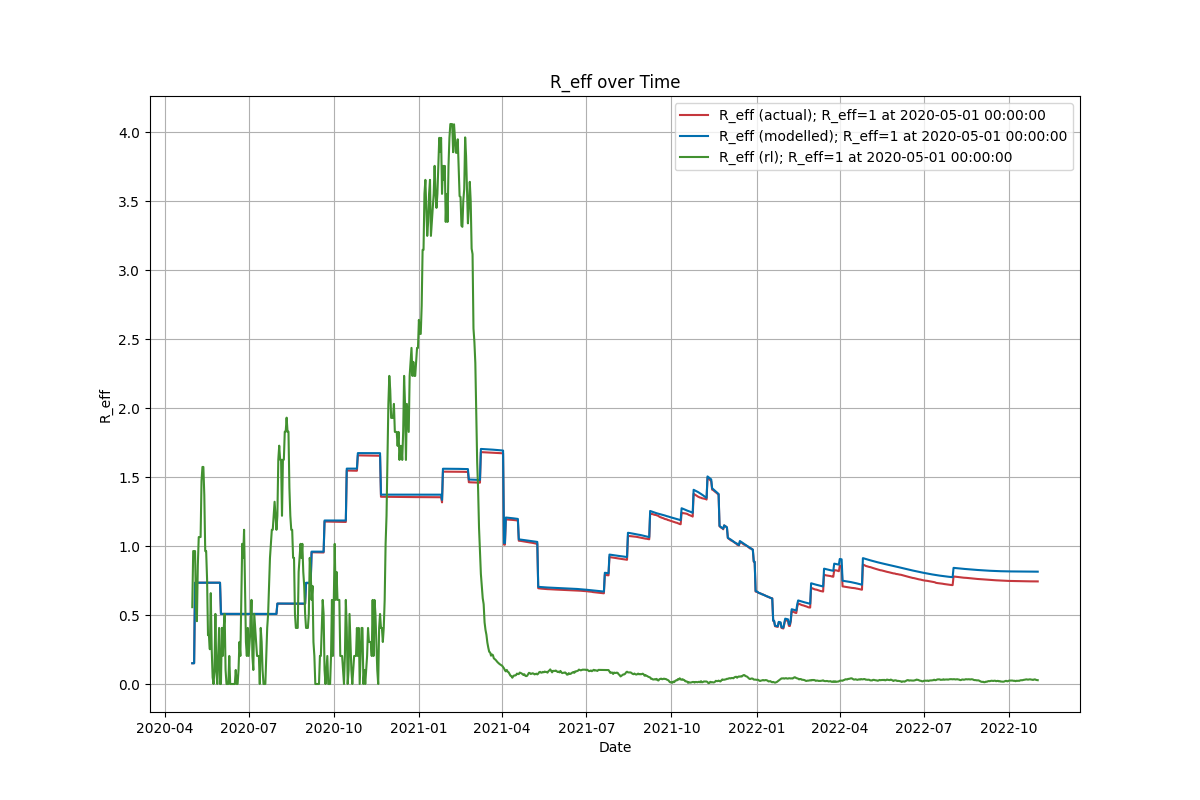 R_eff over Time
R_eff (actual); R_eff=1 at 2020-05-01 00:00:00
R_eff (modelled); R_eff=1 at 2020-05-01 00:00:00
R_eff (rl); R_eff=1 at 2020-05-01 00:00:00
4.0
3.5
3.0
2.5
2.0
1.5
1.0
0.5
0.0
R_eff
2020-04 2020-07 2020-10 2021-01 2021-04 2021-07 2021-10 2022-01 2022-04 2022-07 2022-10
Date